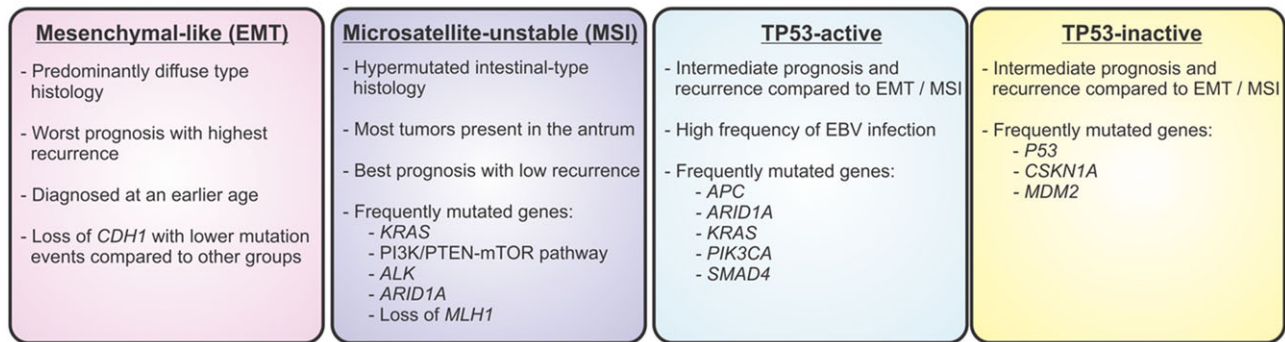 Mesenchymal-like (EMT)
- Predominantly diffuse type
histology
- Worst prognosis with highest
recurrence
- Diagnosed at an earlier age
- Loss of CDH1 with lower mutation
events compared to other groups
Microsatellite-unstable (MSI)
- Hypermutated intestinal-type
histology
- Most tumors present in the antrum
- Best prognosis with low recurrence
- Frequently mutated genes:
- KRAS
- PI3K/PTEN-mTOR pathway
- ALK
- ARID1A
- Loss of MLH1
TP53-active
- Intermediate prognosis and
recurrence compared to EMT / MSI
- High frequency of EBV infection
- Frequently mutated genes:
- APC
- ARID1A
- KRAS
- PIK3CA
- SMAD4
TP53-inactive
- Intermediate prognosis and
recurrence compared to EMT / MSI
- Frequently mutated genes:
- P53
- CSKN1A
- MDM2